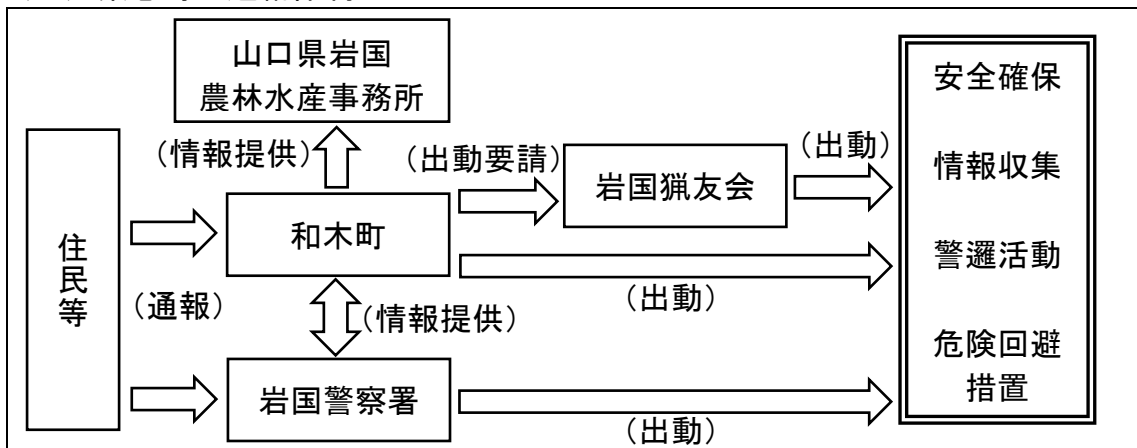 山口県岩国
農林水産事務所
(情報提供)
(出動要請)
(出動)
岩国猟友会
和木町
住民等
(通報)
(出動)
(情報提供)
岩国警察署
(出動)
安全確保
情報収集
警邏活動
危険回避
措置